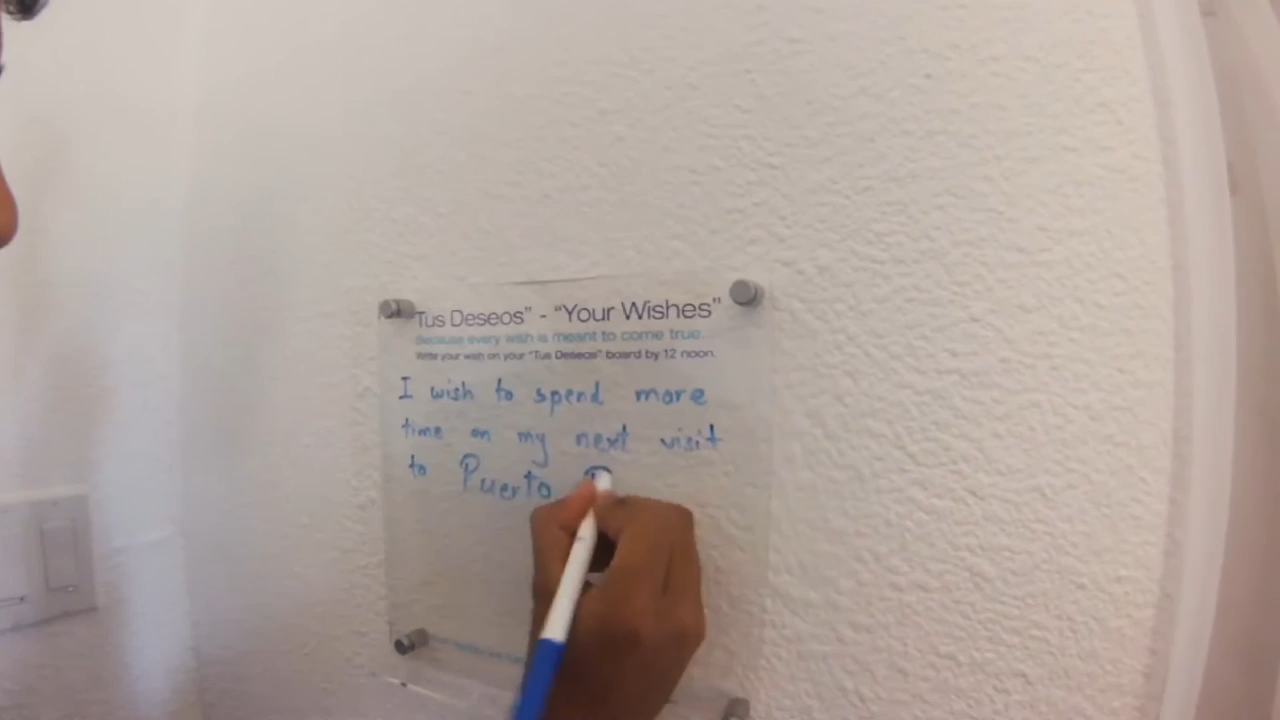 Tus Deseos” - “Your Wishes”
Because every wish is meant to come true.
Write your wish on your “Tus Deseos” board by 12 noon.
I wish to spend more
time on my next visit
to Puerto